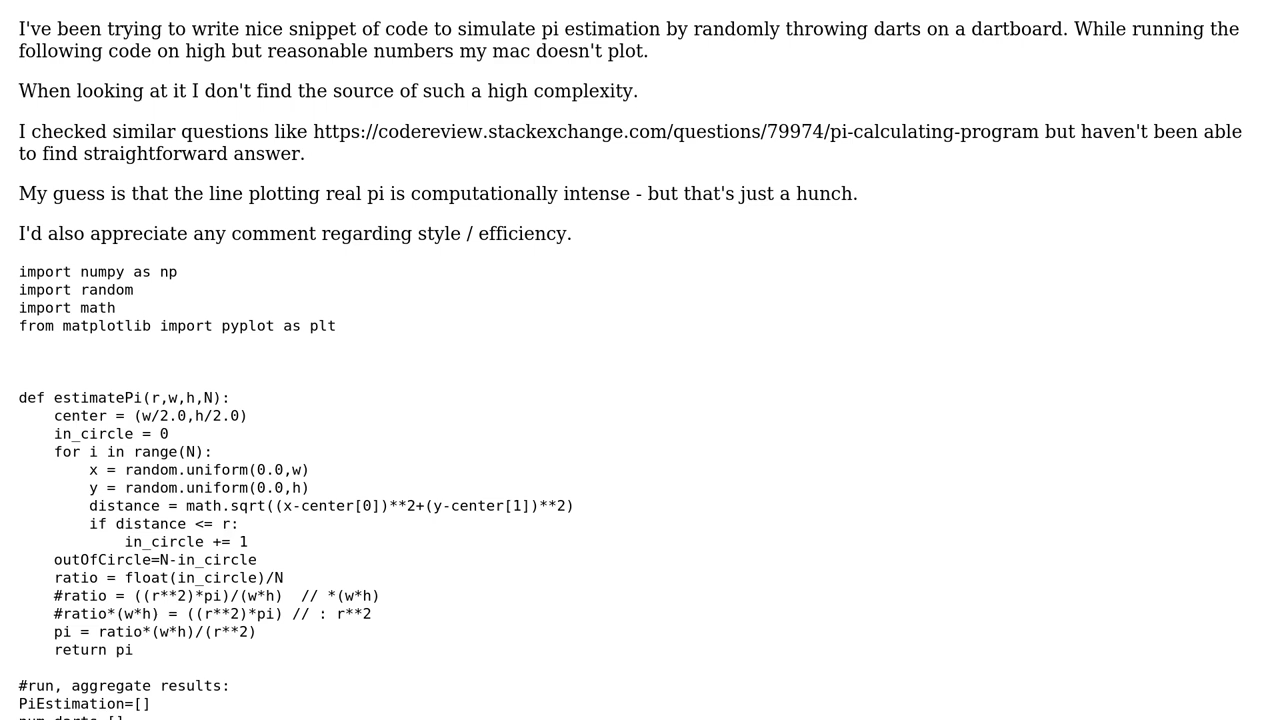 I've been trying to write nice snippet of code to simulate pi estimation by randomly throwing darts on a dartboard. While running the
following code on high but reasonable numbers my mac doesn't plot.
When looking at it I don't find the source of such a high complexity.
I checked similar questions like https://codereview.stackexchange.com/questions/79974/pi-calculating-program but haven't been able
to find straightforward answer.
My guess is that the line plotting real pi is computationally intense - but that's just a hunch.
I'd also appreciate any comment regarding style / efficiency.
import numpy as np
import random
import math
from matplotlib import pyplot as plt
def estimatePi(r,w,h,N):
    center = (w/2.0,h/2.0)
    in_circle = 0
    for i in range(N):
        x = random.uniform(0.0,w)
        y = random.uniform(0.0,h)
        distance = math.sqrt((x-center[0])**2+(y-center[1])**2)
        if distance <= r:
            in_circle += 1
    outOfCircle=N-in_circle
    ratio = float(in_circle)/N
    #ratio = ((r**2)*pi)/(w*h)  // *(w*h)
    #ratio*(w*h) = ((r**2)*pi) // : r**2
    pi = ratio*(w*h)/(r**2)
    return pi
#run, aggregate results:
PiEstimation=[]